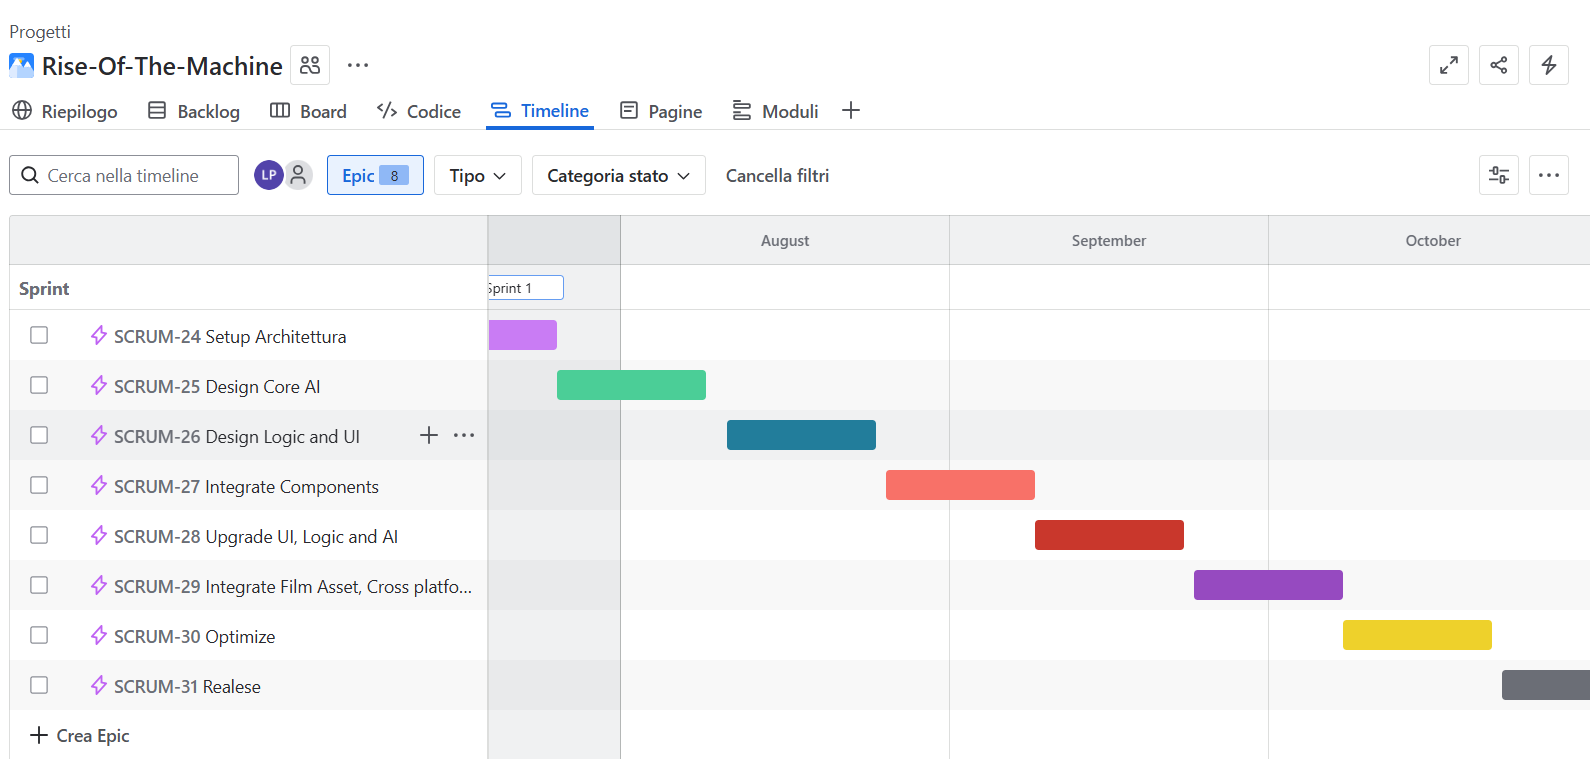 Progetti
Rise-Of-The-Machine
Riepilogo Backlog Board Codice Timeline Pagine Moduli
Cerca nella timeline LP Epic 8 Tipo Categoria stato Cancella filtri
August September October
Sprint Sprint 1
SCRUM-24 Setup Architettura
SCRUM-25 Design Core AI
SCRUM-26 Design Logic and UI
SCRUM-27 Integrate Components
SCRUM-28 Upgrade UI, Logic and AI
SCRUM-29 Integrate Film Asset, Cross platfo...
SCRUM-30 Optimize
SCRUM-31 Realese
Crea Epic